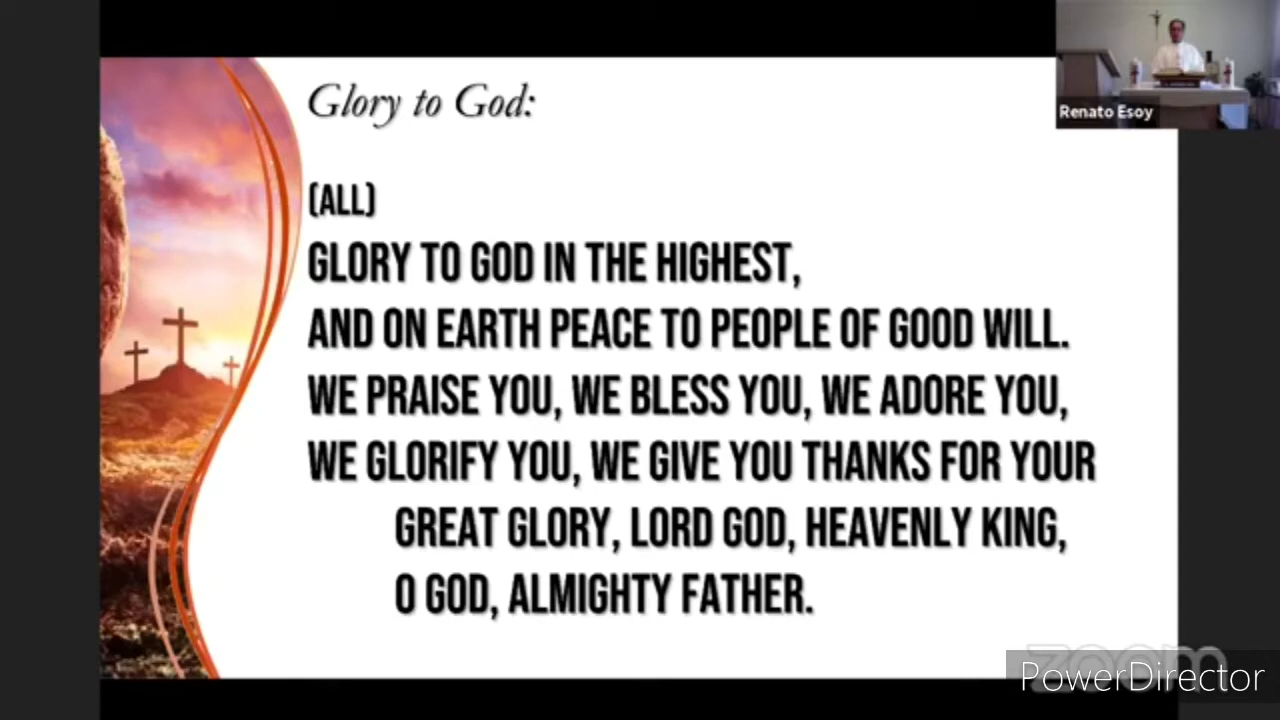 Glory to God:
Renato Esoy
(ALL)
GLORY TO GOD IN THE HIGHEST,
AND ON EARTH PEACE TO PEOPLE OF GOOD WILL.
WE PRAISE YOU, WE BLESS YOU, WE ADORE YOU,
WE GLORIFY YOU, WE GIVE YOU THANKS FOR YOUR
GREAT GLORY, LORD GOD, HEAVENLY KING,
O GOD, ALMIGHTY FATHER.
zoom
PowerDirector